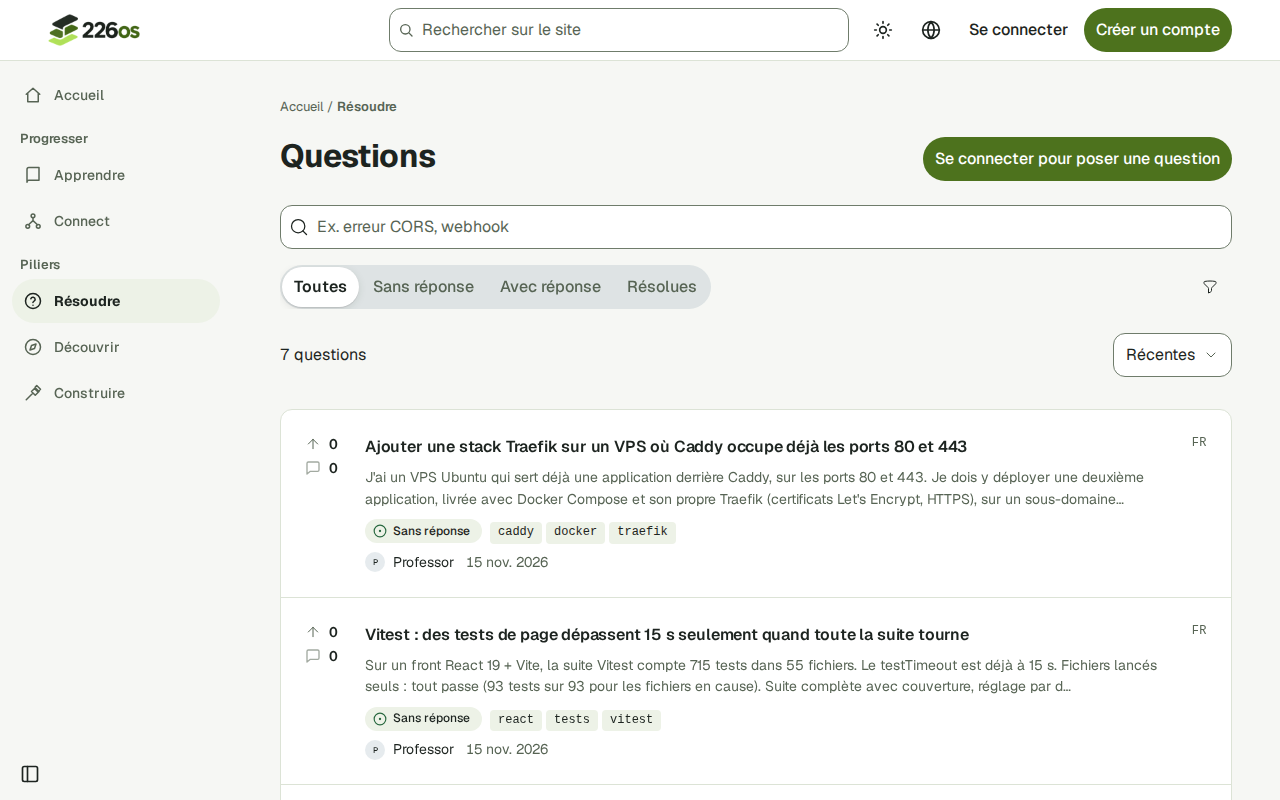 226os
Rechercher sur le site
Se connecter
Créer un compte
Accueil
Progresser
Apprendre
Connect
Piliers
Résoudre
Découvrir
Construire
Accueil / Résoudre
Questions
Se connecter pour poser une question
Ex. erreur CORS, webhook
Toutes
Sans réponse
Avec réponse
Résolues
7 questions
Récentes
0
0
Ajouter une stack Traefik sur un VPS où Caddy occupe déjà les ports 80 et 443
FR
J'ai un VPS Ubuntu qui sert déjà une application derrière Caddy, sur les ports 80 et 443. Je dois y déployer une deuxième
application, livrée avec Docker Compose et son propre Traefik (certificats Let's Encrypt, HTTPS), sur un sous-domaine…
Sans réponse
caddy
docker
traefik
P
Professor
15 nov. 2026
0
0
Vitest : des tests de page dépassent 15 s seulement quand toute la suite tourne
FR
Sur un front React 19 + Vite, la suite Vitest compte 715 tests dans 55 fichiers. Le testTimeout est déjà à 15 s. Fichiers lancés
seuls : tout passe (93 tests sur 93 pour les fichiers en cause). Suite complète avec couverture, réglage par d…
Sans réponse
react
tests
vitest
P
Professor
15 nov. 2026